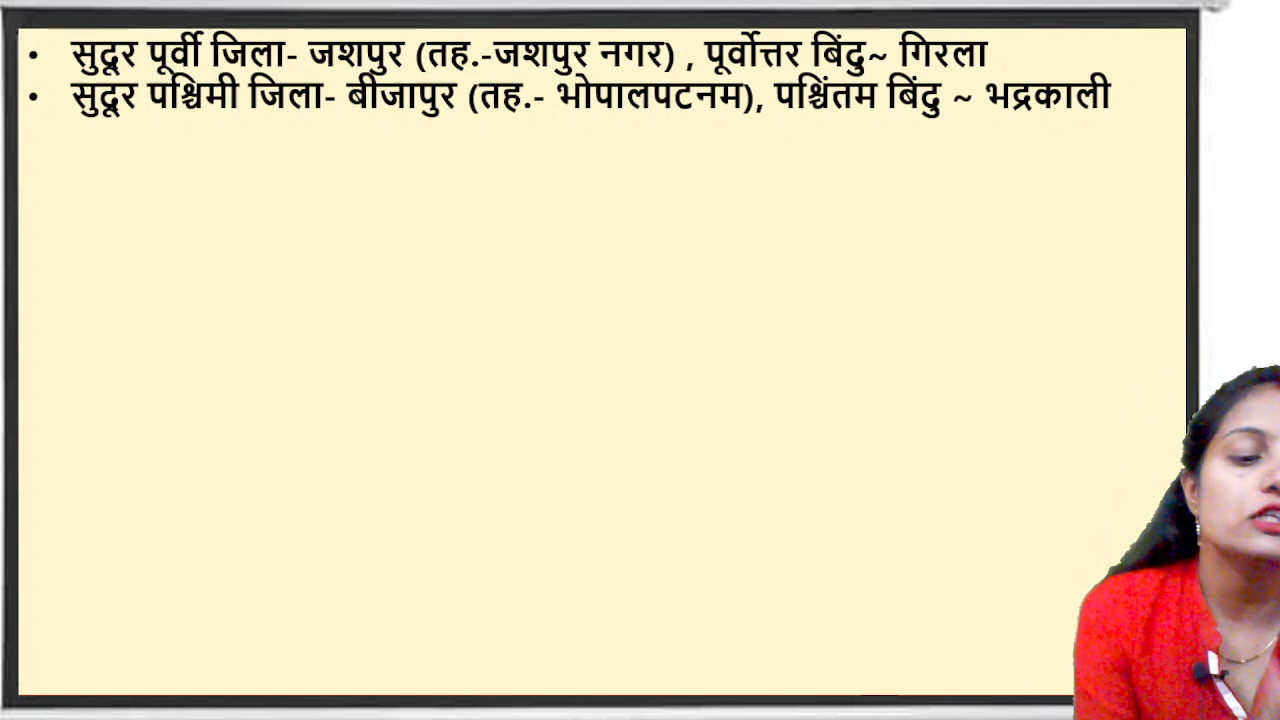 • सुदूर पूर्वी जिला- जशपुर (तह.-जशपुर नगर) , पूर्वोत्तर बिंदु~ गिरला
• सुदूर पश्चिमी जिला- बीजापुर (तह.- भोपालपटनम), पश्चिंतम बिंदु ~ भद्रकाली